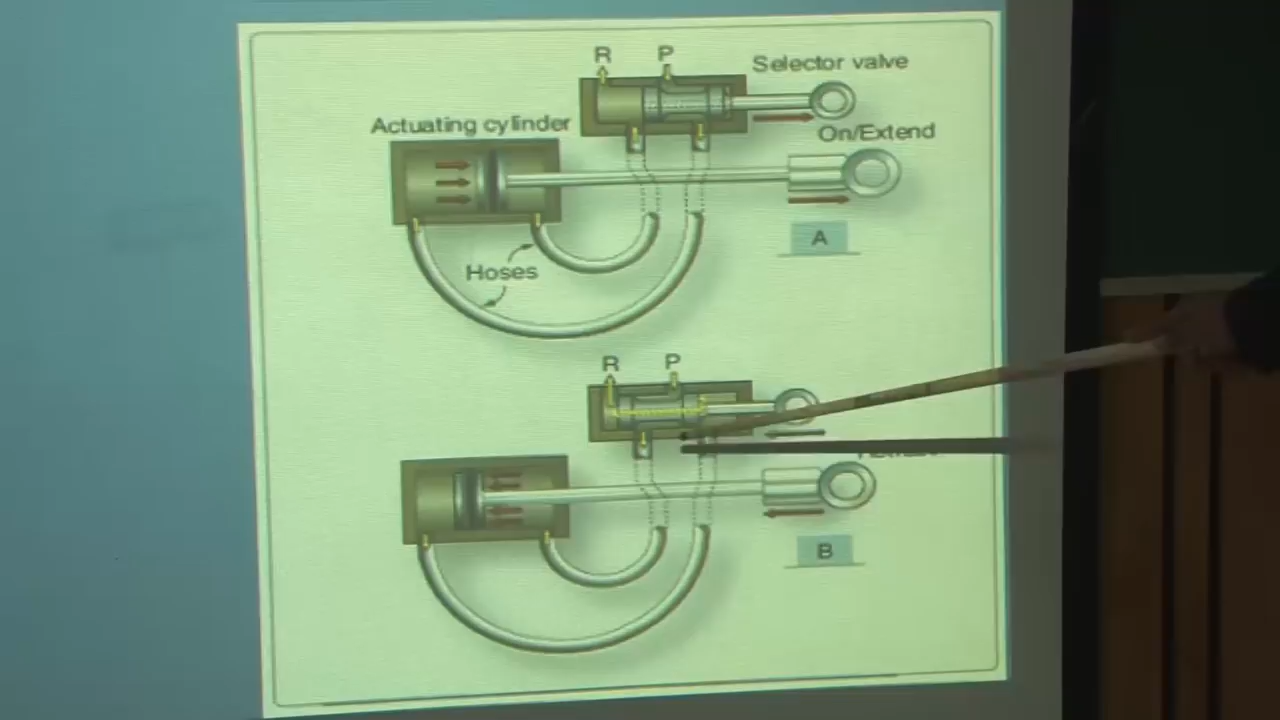 R P
Selector valve
Actuating cylinder
On/Extend
A
Hoses
R P
B